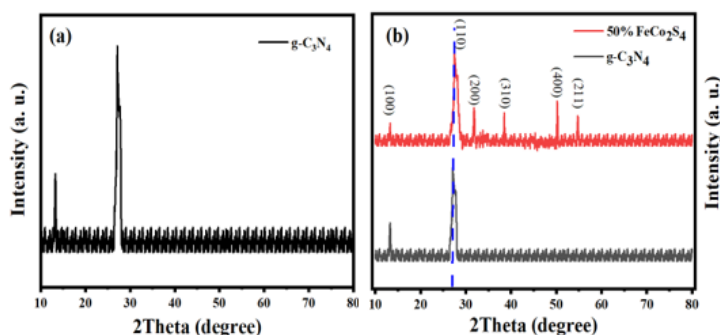 (a)
g-C₃N₄
Intensity (a. u.)
10 20 30 40 50 60 70 80
2Theta (degree)
(b)
50% FeCo₂S₄
g-C₃N₄
(100)
(110)
(200)
(310)
(400)
(211)
Intensity (a. u.)
10 20 30 40 50 60 70 80
2Theta (degree)
Intensity (a. u.)